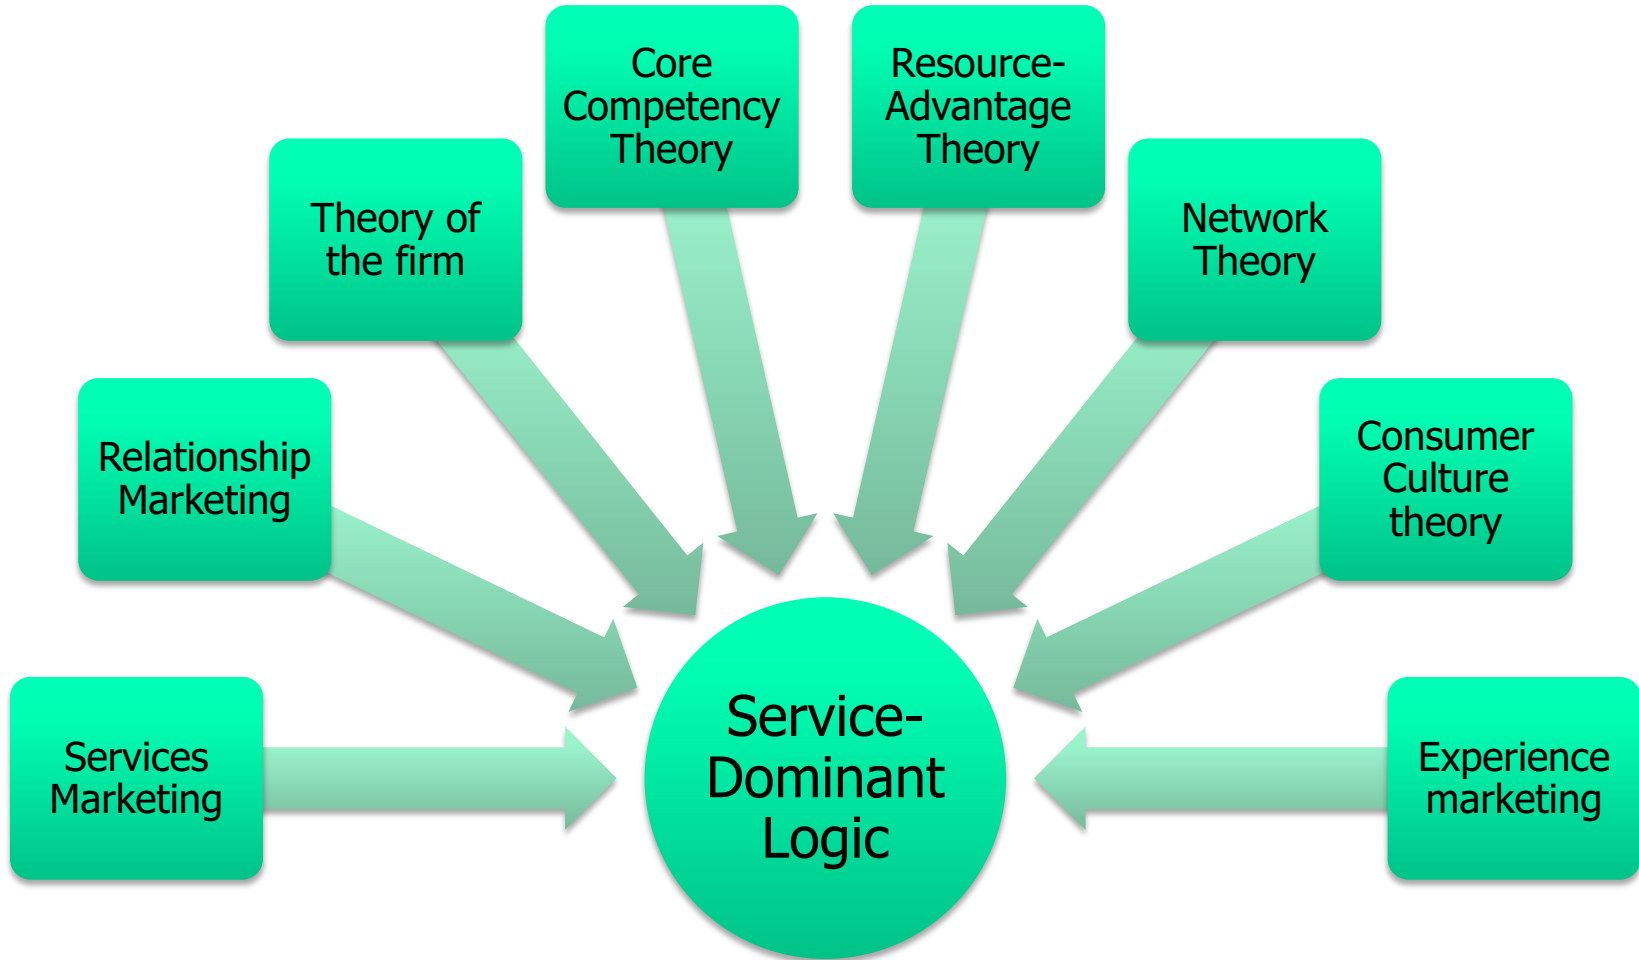 Core
Competency
Theory
Resource-
Advantage
Theory
Theory of
the firm
Network
Theory
Relationship
Marketing
Consumer
Culture
theory
Services
Marketing
Service-
Dominant
Logic
Experience
marketing